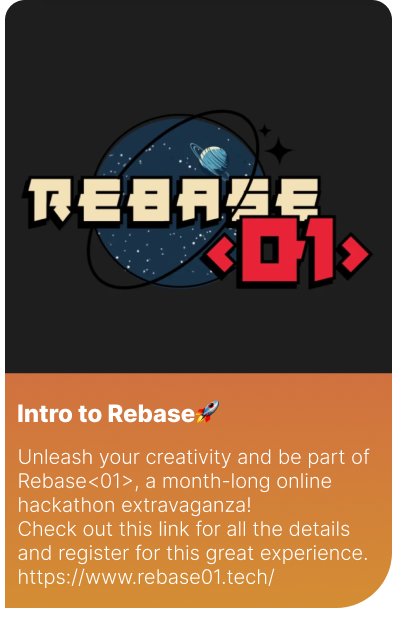 REBASE
<01>
Intro to Rebase🚀
Unleash your creativity and be part of
Rebase<01>, a month-long online
hackathon extravaganza!
Check out this link for all the details
and register for this great experience.
https://www.rebase01.tech/